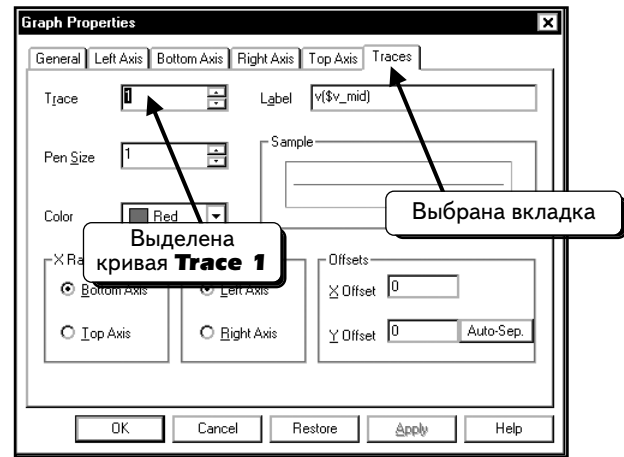 Graph Properties
General Left Axis Bottom Axis Right Axis Top Axis Traces
Trace 1 Label v($v_mid)
Pen Size 1 Sample
Color Red
Выбрана вкладка
Выделена
кривая Trace 1
X Ra Offsets
Bottom Axis Left Axis X Offset 0
Top Axis Right Axis Y Offset 0 Auto-Sep.
OK Cancel Restore Apply Help